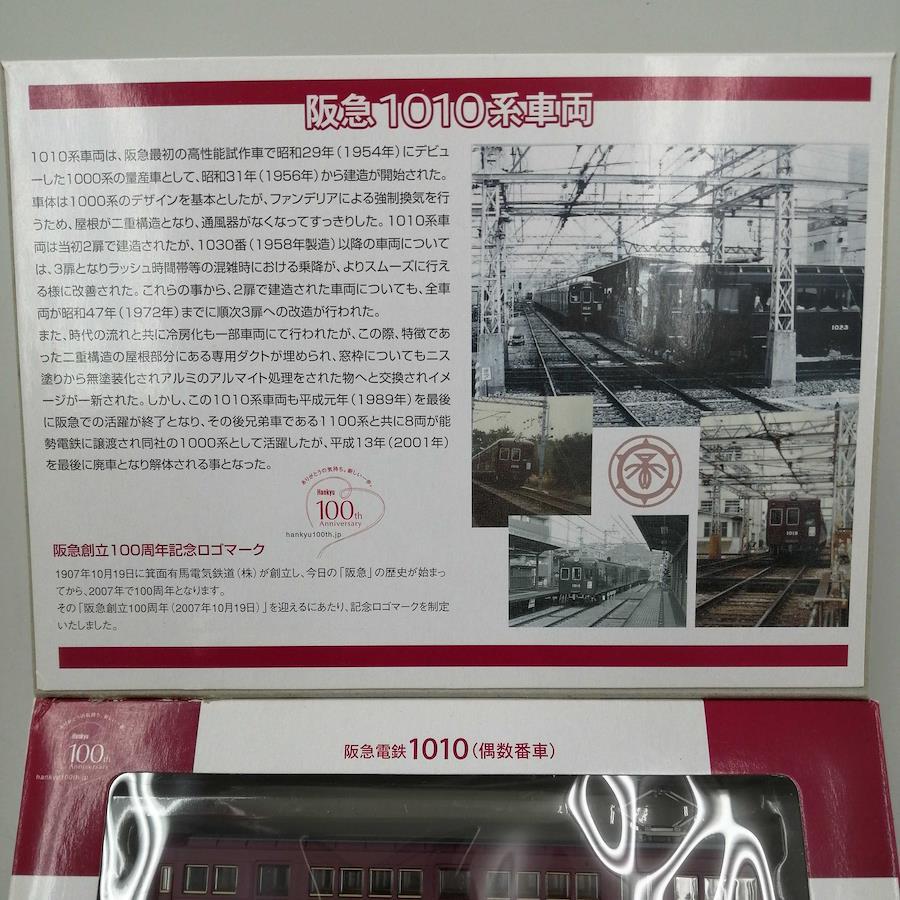 阪急1010系車両
1010系車両は、阪急最初の高性能試作車で昭和29年(1954年)にデビュ
ーした1000系の量産車として、昭和31年(1956年)から建造が開始された。
車体は1000系のデザインを基本としたが、ファンデリアによる強制換気を行
うため、屋根が二重構造となり、通風器がなくなってすっきりした。1010系車
両は当初2扉で建造されたが、1030番(1958年製造)以降の車両について
は、3扉となりラッシュ時間帯等の混雑時における乗降が、よりスムーズに行え
る様に改善された。これらの事から、2扉で建造された車両についても、全車
両が昭和47年(1972年)までに順次3扉への改造が行われた。
また、時代の流れと共に冷房化も一部車両にて行われたが、この際、特徴であ
った二重構造の屋根部分にある専用ダクトが埋められ、窓枠についてもニス
塗りから無塗装化されアルミのアルマイト処理をされた物へと交換されイメ
ージが一新された。しかし、この1010系車両も平成元年(1989年)を最後
に阪急での活躍が終了となり、その後兄弟車である1100系と共に8両が能
勢電鉄に譲渡され同社の1000系として活躍したが、平成13年(2001年)
を最後に廃車となり解体される事となった。
ありがとうの気持ち。新しい一歩。
Hankyu
100th
Anniversary
hankyu100th.jp
阪急創立100周年記念ロゴマーク
1907年10月19日に箕面有馬電気鉄道(株)が創立し、今日の「阪急」の歴史が始まっ
てから、2007年で100周年となります。
その「阪急創立100周年(2007年10月19日)」を迎えるにあたり、記念ロゴマークを制定
いたしました。
1023
1013
ありがとうの気持ち。新しい一歩。
Hankyu
100th
Anniversary
hankyu100th.jp
阪急電鉄1010(偶数番車)